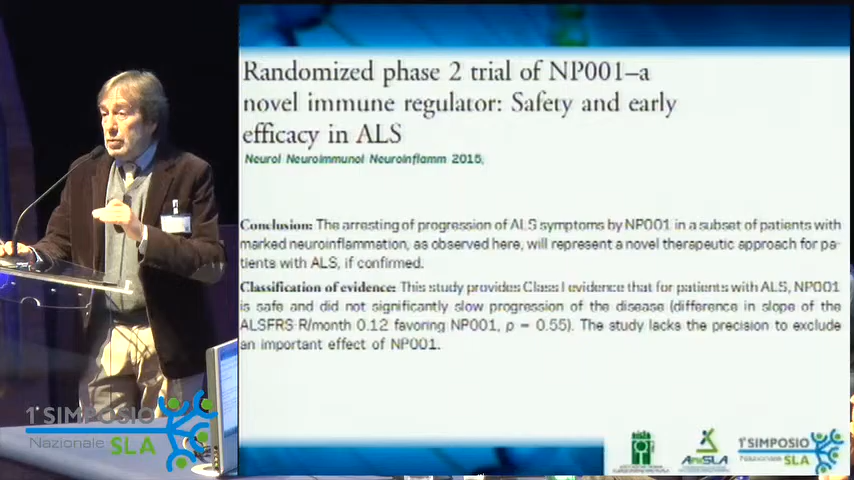 Randomized phase 2 trial of NP001–a
novel immune regulator: Safety and early
efficacy in ALS
Neurol Neuroimmunol Neuroinflamm 2015,
Conclusion: The arresting of progression of ALS symptoms by NP001 in a subset of patients with
marked neuroinflammation, as observed here, will represent a novel therapeutic approach for pa-
tients with ALS, if confirmed.
Classification of evidence: This study provides Class I evidence that for patients with ALS, NP001
is safe and did not significantly slow progression of the disease (difference in slope of the
ALSFRS R/month 0.12 favoring NP001, p = 0.55). The study lacks the precision to exclude
an important effect of NP001.
1° SIMPOSIO
Nazionale SLA
AriSLA
1° SIMPOSIO
Nazionale SLA